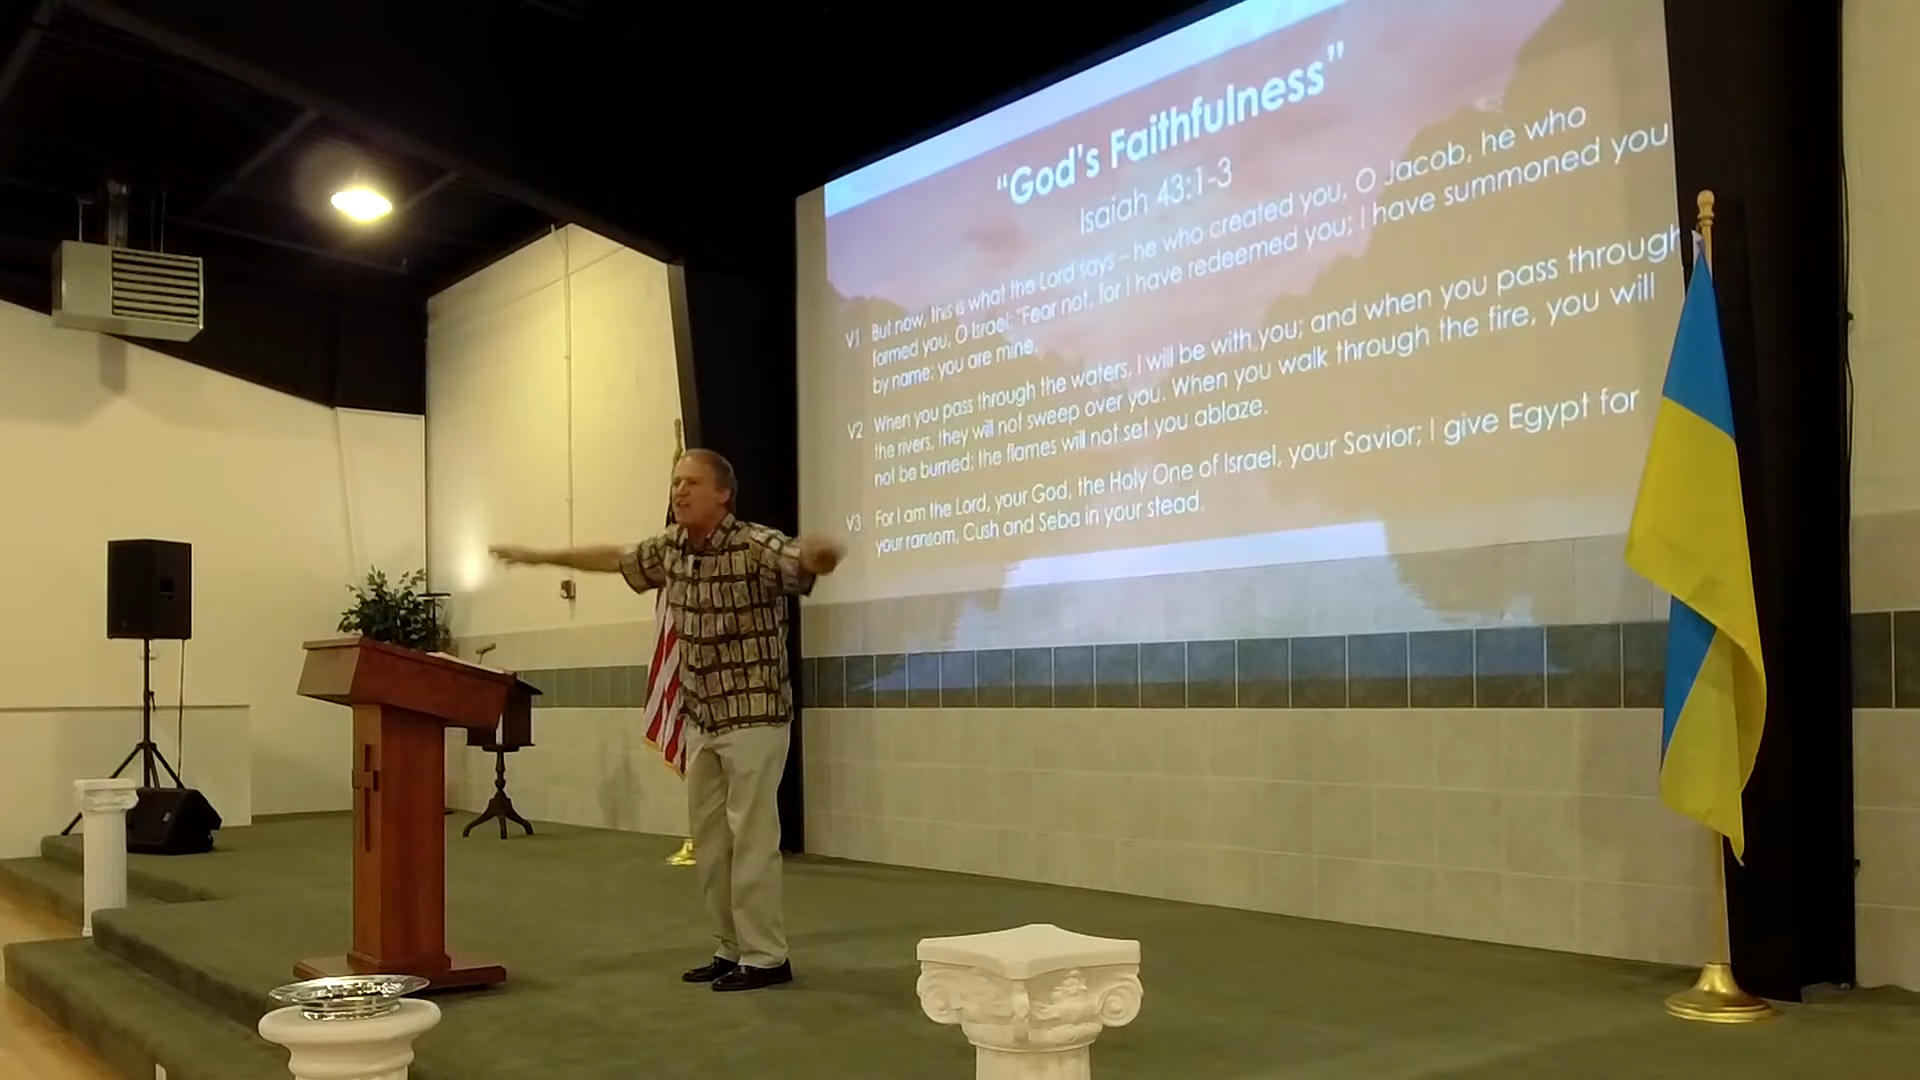 “God’s Faithfulness”
Isaiah 43:1-3
V1 But now, this is what the Lord says – he who created you, O Jacob, he who
formed you, O Israel: “Fear not, for I have redeemed you; I have summoned you
by name; you are mine.
V2 When you pass through the waters, I will be with you; and when you pass through
the rivers, they will not sweep over you. When you walk through the fire, you will
not be burned; the flames will not set you ablaze.
V3 For I am the Lord, your God, the Holy One of Israel, your Savior; I give Egypt for
your ransom, Cush and Seba in your stead.